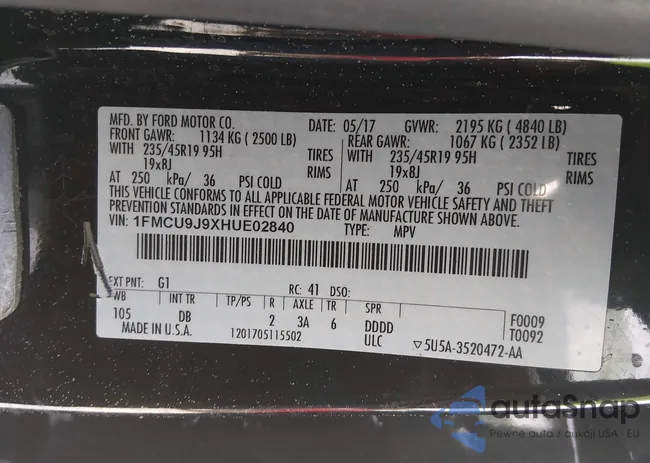 MFD. BY FORD MOTOR CO. DATE: 05/17 GVWR: 2195 KG ( 4840 LB)
FRONT GAWR: 1134 KG ( 2500 LB) REAR GAWR: 1067 KG ( 2352 LB)
WITH 235/45R19 95H TIRES WITH 235/45R19 95H TIRES
19x8J RIMS 19x8J RIMS
AT 250 kPa/ 36 PSI COLD AT 250 kPa/ 36 PSI COLD
THIS VEHICLE CONFORMS TO ALL APPLICABLE FEDERAL MOTOR VEHICLE SAFETY AND THEFT
PREVENTION STANDARDS IN EFFECT ON THE DATE OF MANUFACTURE SHOWN ABOVE.
VIN: 1FMCU9J9XHUE02840 TYPE: MPV
EXT PNT: G1 RC: 41 DSO:
WB INT TR TP/PS R AXLE TR SPR F0009
105 DB 2 3A 6 DDDD T0092
MADE IN U.S.A. 1201705115502 ULC ▽5U5A-3520472-AA
autoSnap
Pewne auta z aukcji USA i EU